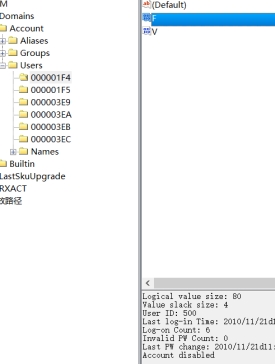 M
Domains
Account
Aliases
Groups
Users
000001F4
000001F5
000003E9
000003EA
000003EB
000003EC
Names
Builtin
LastSkuUpgrade
RXACT
改路径
(Default)
F
V
Logical value size: 80
Value slack size: 4
User ID: 500
Last log-in Time: 2010/11/21d1
Log-on Count: 6
Invalid PW Count: 0
Last PW change: 2010/11/21d11:
Account disabled